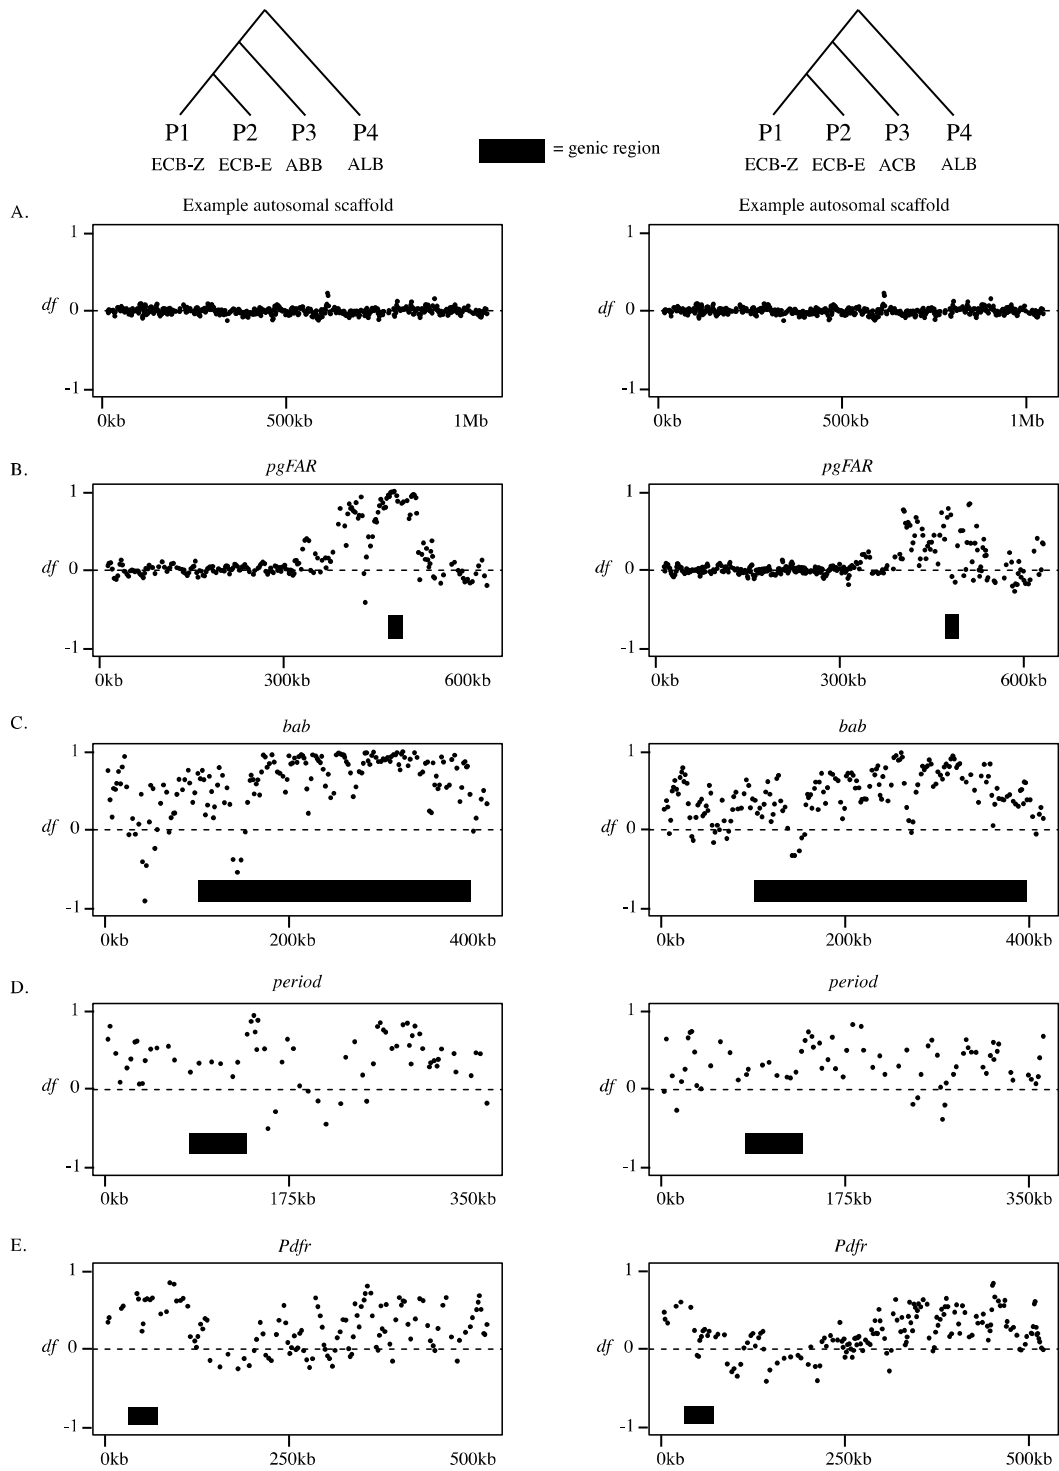 P1 P2 P3 P4
ECB-Z ECB-E ABB ALB
= genic region
P1 P2 P3 P4
ECB-Z ECB-E ACB ALB
A.
Example autosomal scaffold
1
df 0
-1
0kb 500kb 1Mb
Example autosomal scaffold
1
df 0
-1
0kb 500kb 1Mb
B.
pgFAR
1
df 0
-1
0kb 300kb 600kb
pgFAR
1
df 0
-1
0kb 300kb 600kb
C.
bab
1
df 0
-1
0kb 200kb 400kb
bab
1
df 0
-1
0kb 200kb 400kb
D.
period
1
df 0
-1
0kb 175kb 350kb
period
1
df 0
-1
0kb 175kb 350kb
E.
Pdfr
1
df 0
-1
0kb 250kb 500kb
Pdfr
1
df 0
-1
0kb 250kb 500kb